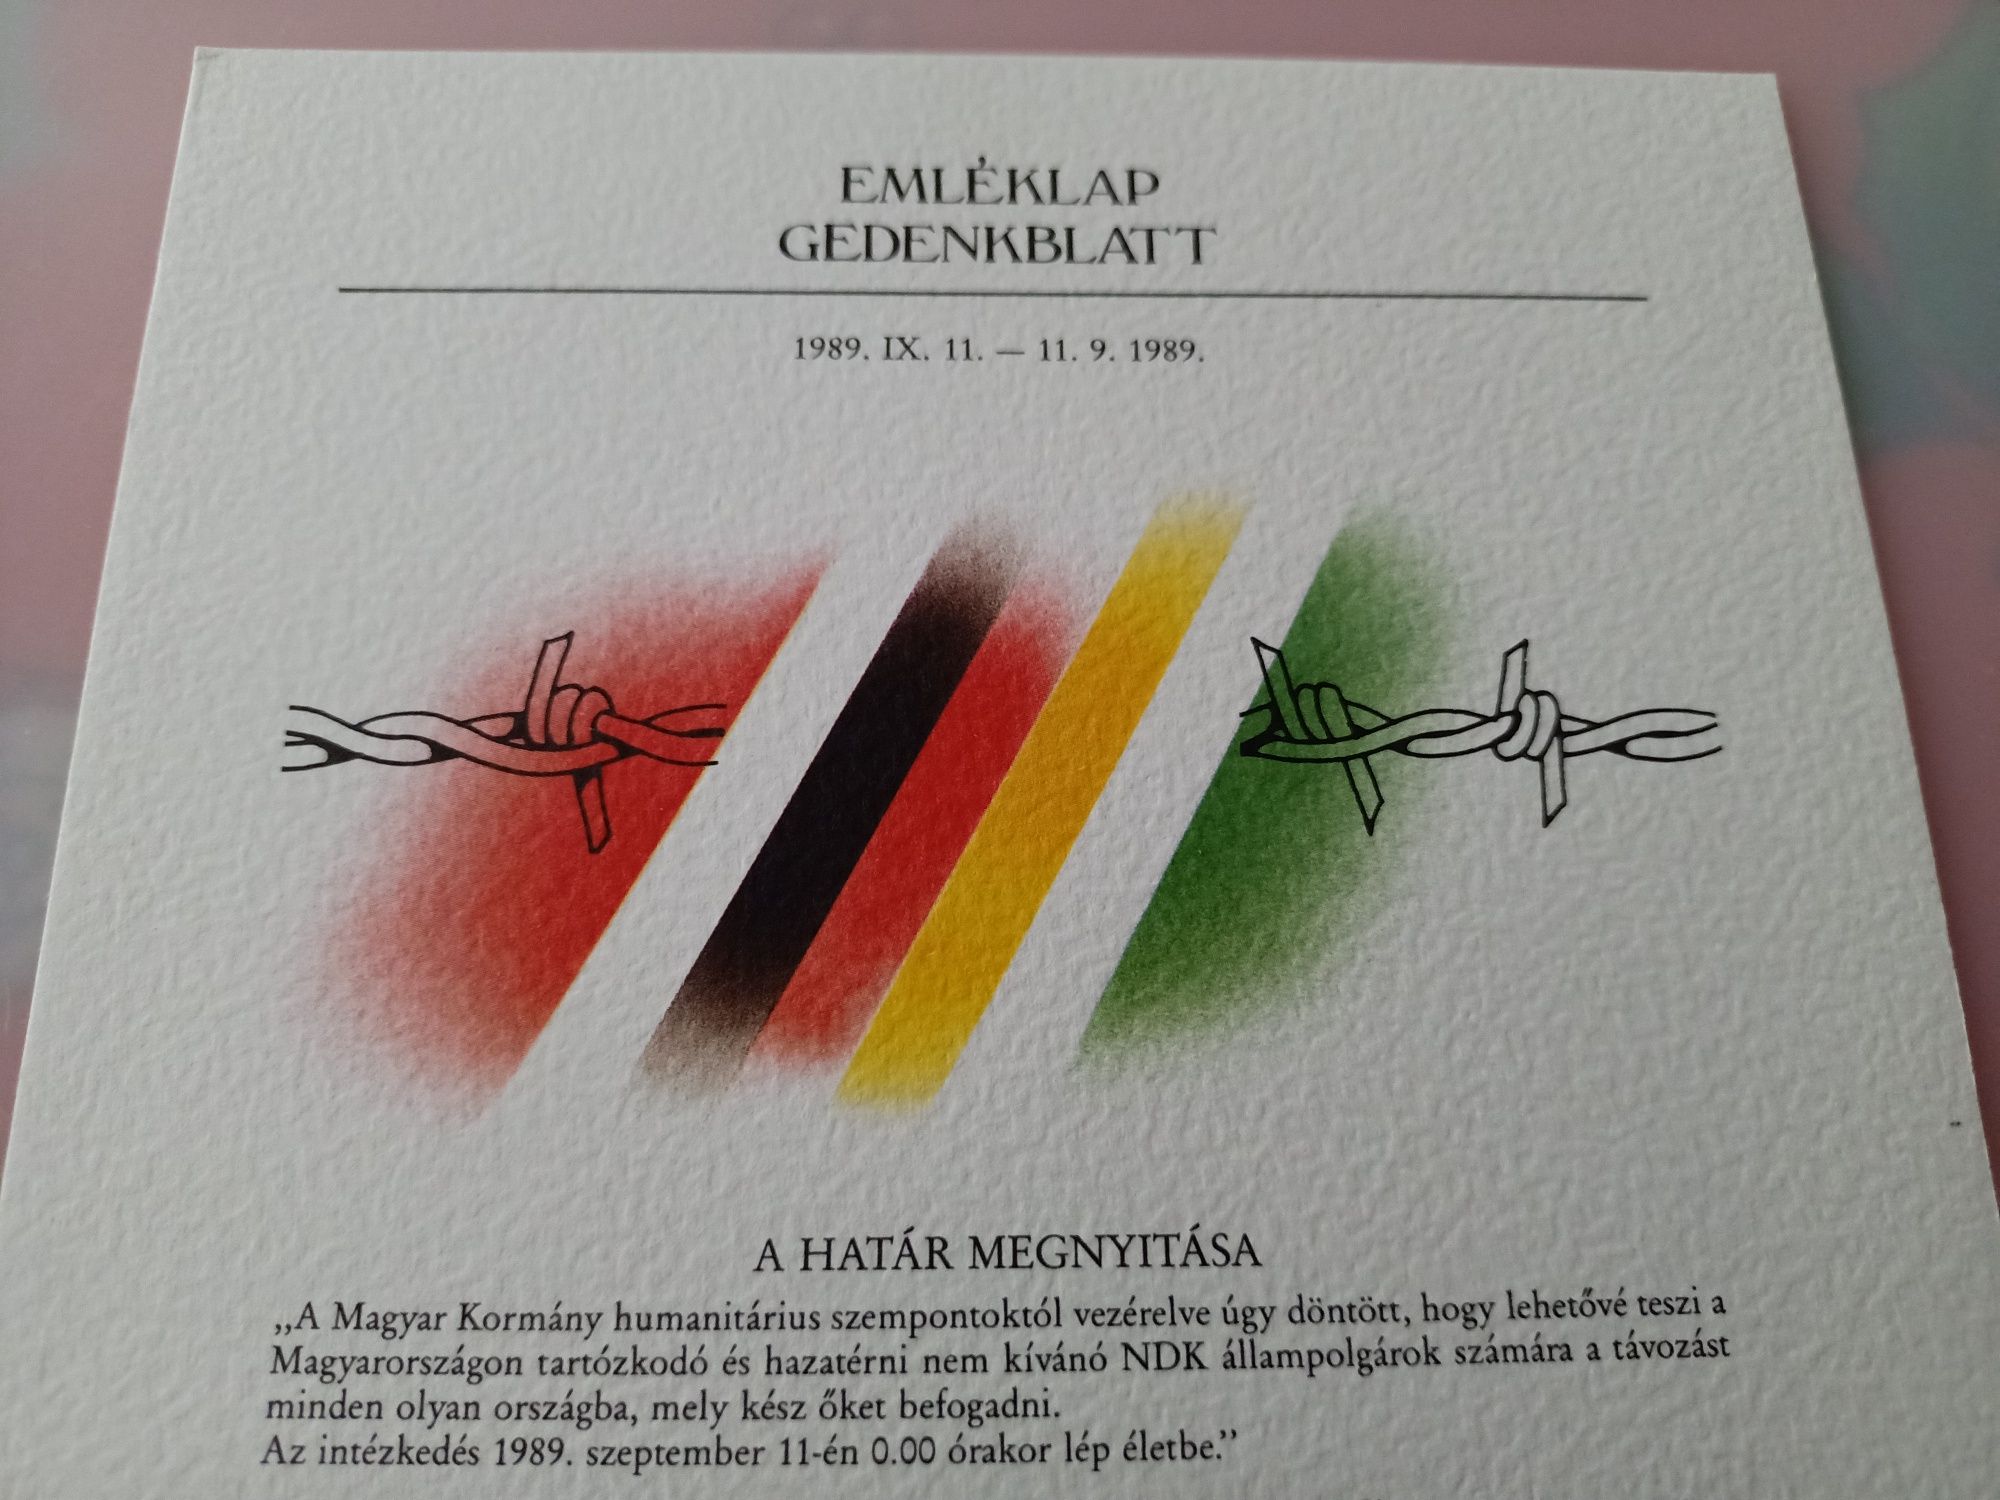 EMLÉKLAP
GEDENKBLATT
1989. IX. 11. — 11. 9. 1989.
A HATÁR MEGNYITÁSA
„A Magyar Kormány humanitárius szempontoktól vezérelve úgy döntött, hogy lehetővé teszi a
Magyarországon tartózkodó és hazatérni nem kívánó NDK állampolgárok számára a távozást
minden olyan országba, mely kész őket befogadni.
Az intézkedés 1989. szeptember 11-én 0.00 órakor lép életbe.”